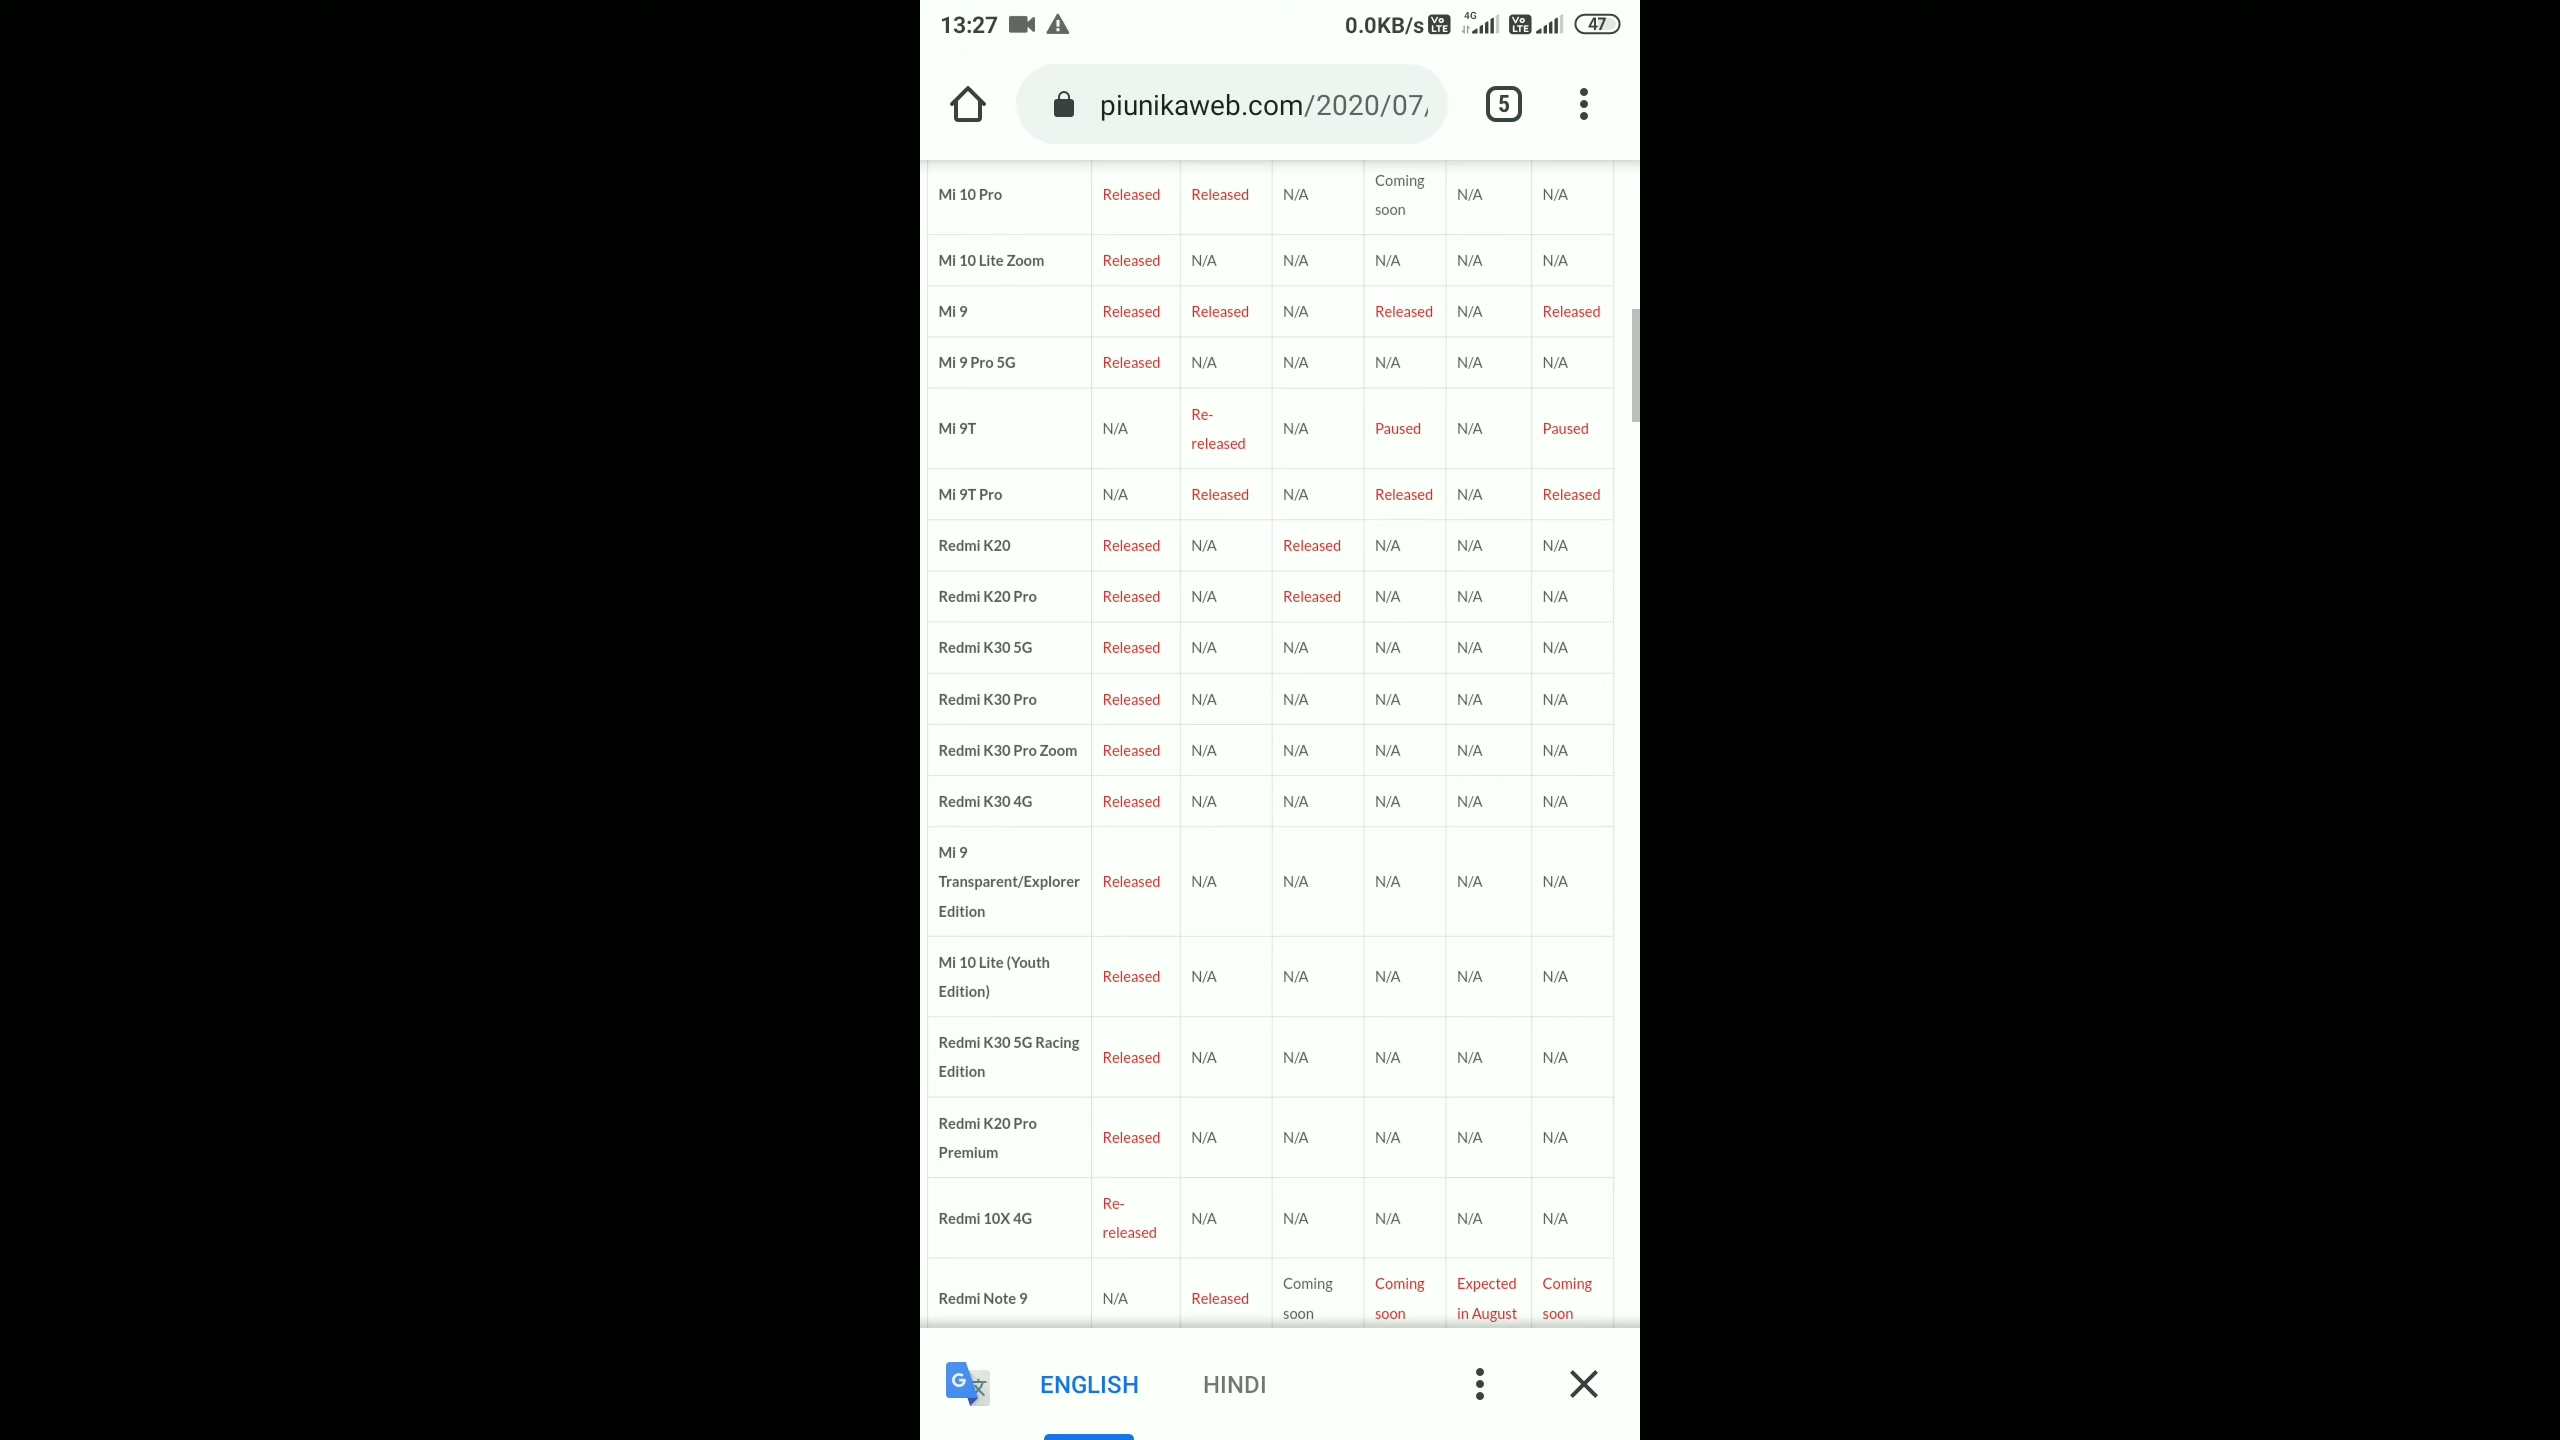 13:27 0.0KB/s Vo LTE 4G Vo LTE 47
piunikaweb.com/2020/07/
5
Mi 10 Pro Released Released N/A Coming soon N/A N/A
Mi 10 Lite Zoom Released N/A N/A N/A N/A N/A
Mi 9 Released Released N/A Released N/A Released
Mi 9 Pro 5G Released N/A N/A N/A N/A N/A
Mi 9T N/A Re-released N/A Paused N/A Paused
Mi 9T Pro N/A Released N/A Released N/A Released
Redmi K20 Released N/A Released N/A N/A N/A
Redmi K20 Pro Released N/A Released N/A N/A N/A
Redmi K30 5G Released N/A N/A N/A N/A N/A
Redmi K30 Pro Released N/A N/A N/A N/A N/A
Redmi K30 Pro Zoom Released N/A N/A N/A N/A N/A
Redmi K30 4G Released N/A N/A N/A N/A N/A
Mi 9 Transparent/Explorer Edition Released N/A N/A N/A N/A N/A
Mi 10 Lite (Youth Edition) Released N/A N/A N/A N/A N/A
Redmi K30 5G Racing Edition Released N/A N/A N/A N/A N/A
Redmi K20 Pro Premium Released N/A N/A N/A N/A N/A
Redmi 10X 4G Re-released N/A N/A N/A N/A N/A
Redmi Note 9 N/A Released Coming soon Coming soon Expected in August Coming soon
G 文 ENGLISH HINDI